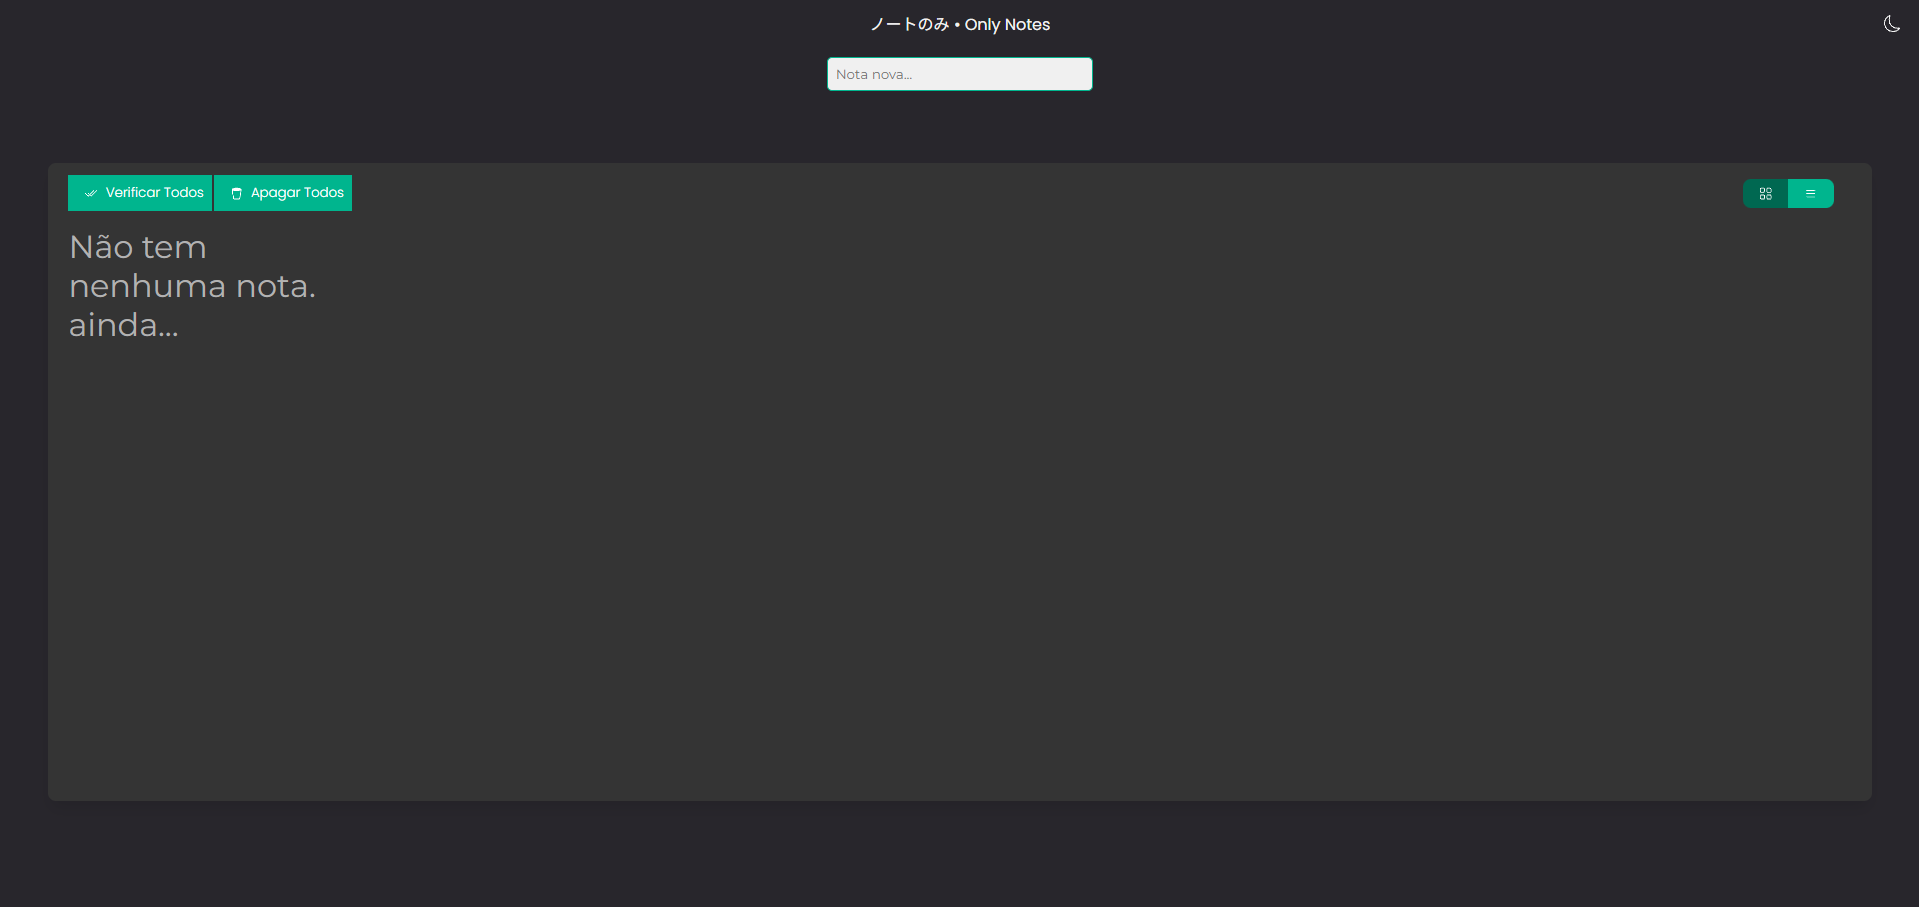 ノートのみ • Only Notes
Nota nova...
Verificar Todos
Apagar Todos
Não tem
nenhuma nota.
ainda...